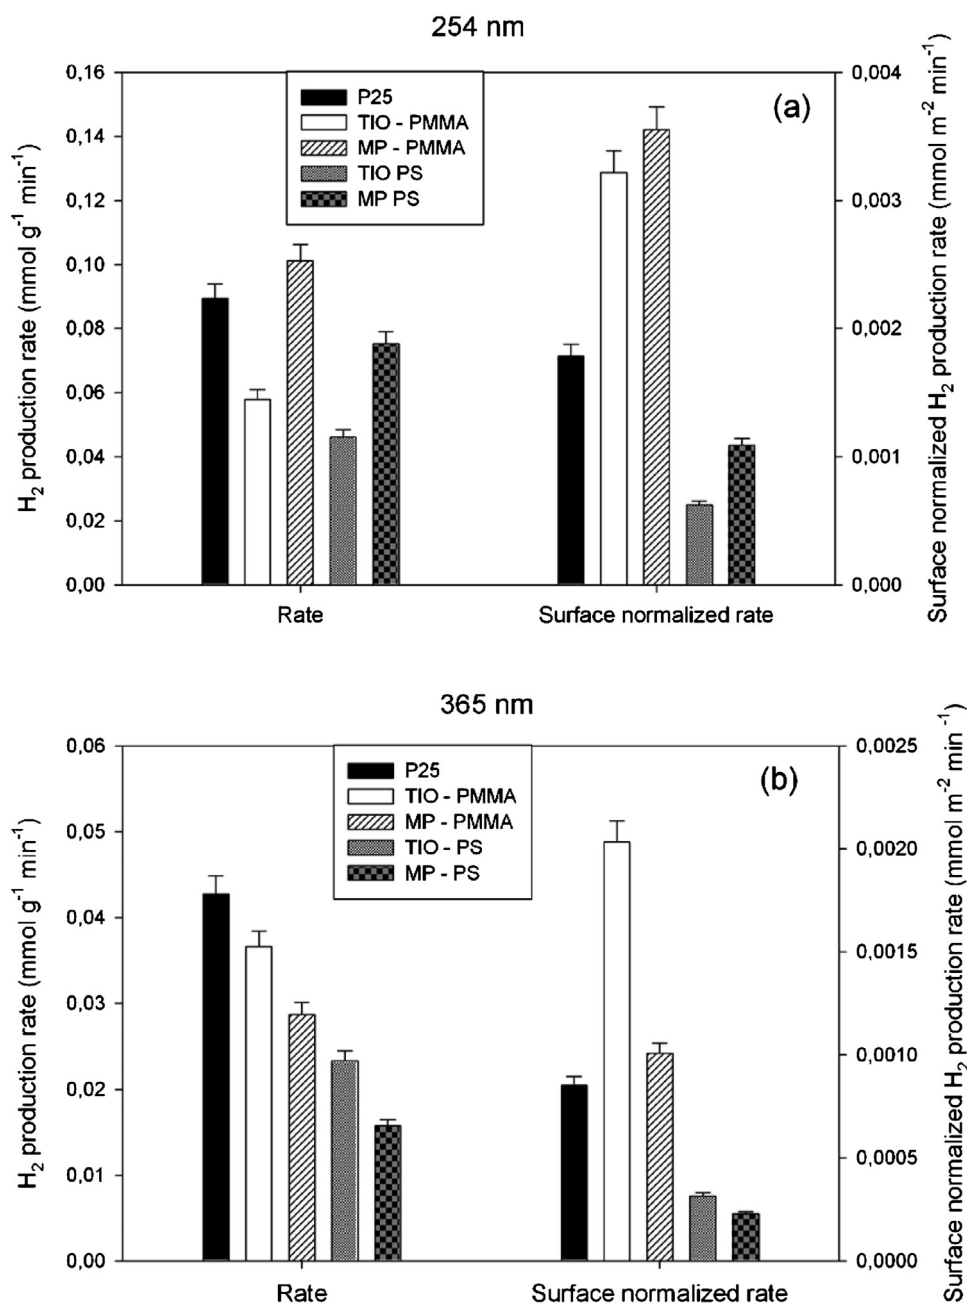 254 nm
(a)
P25
TIO - PMMA
MP - PMMA
TIO PS
MP PS
H₂ production rate (mmol g⁻¹ min⁻¹)
0,16
0,14
0,12
0,10
0,08
0,06
0,04
0,02
0,00
Rate
Surface normalized rate
0,004
0,003
0,002
0,001
0,000
Surface normalized H₂ production rate (mmol m⁻² min⁻¹)
365 nm
(b)
P25
TIO - PMMA
MP - PMMA
TIO - PS
MP - PS
H₂ production rate (mmol g⁻¹ min⁻¹)
0,06
0,05
0,04
0,03
0,02
0,01
0,00
Rate
Surface normalized rate
0,0025
0,0020
0,0015
0,0010
0,0005
0,0000
Surface normalized H₂ production rate (mmol m⁻² min⁻¹)